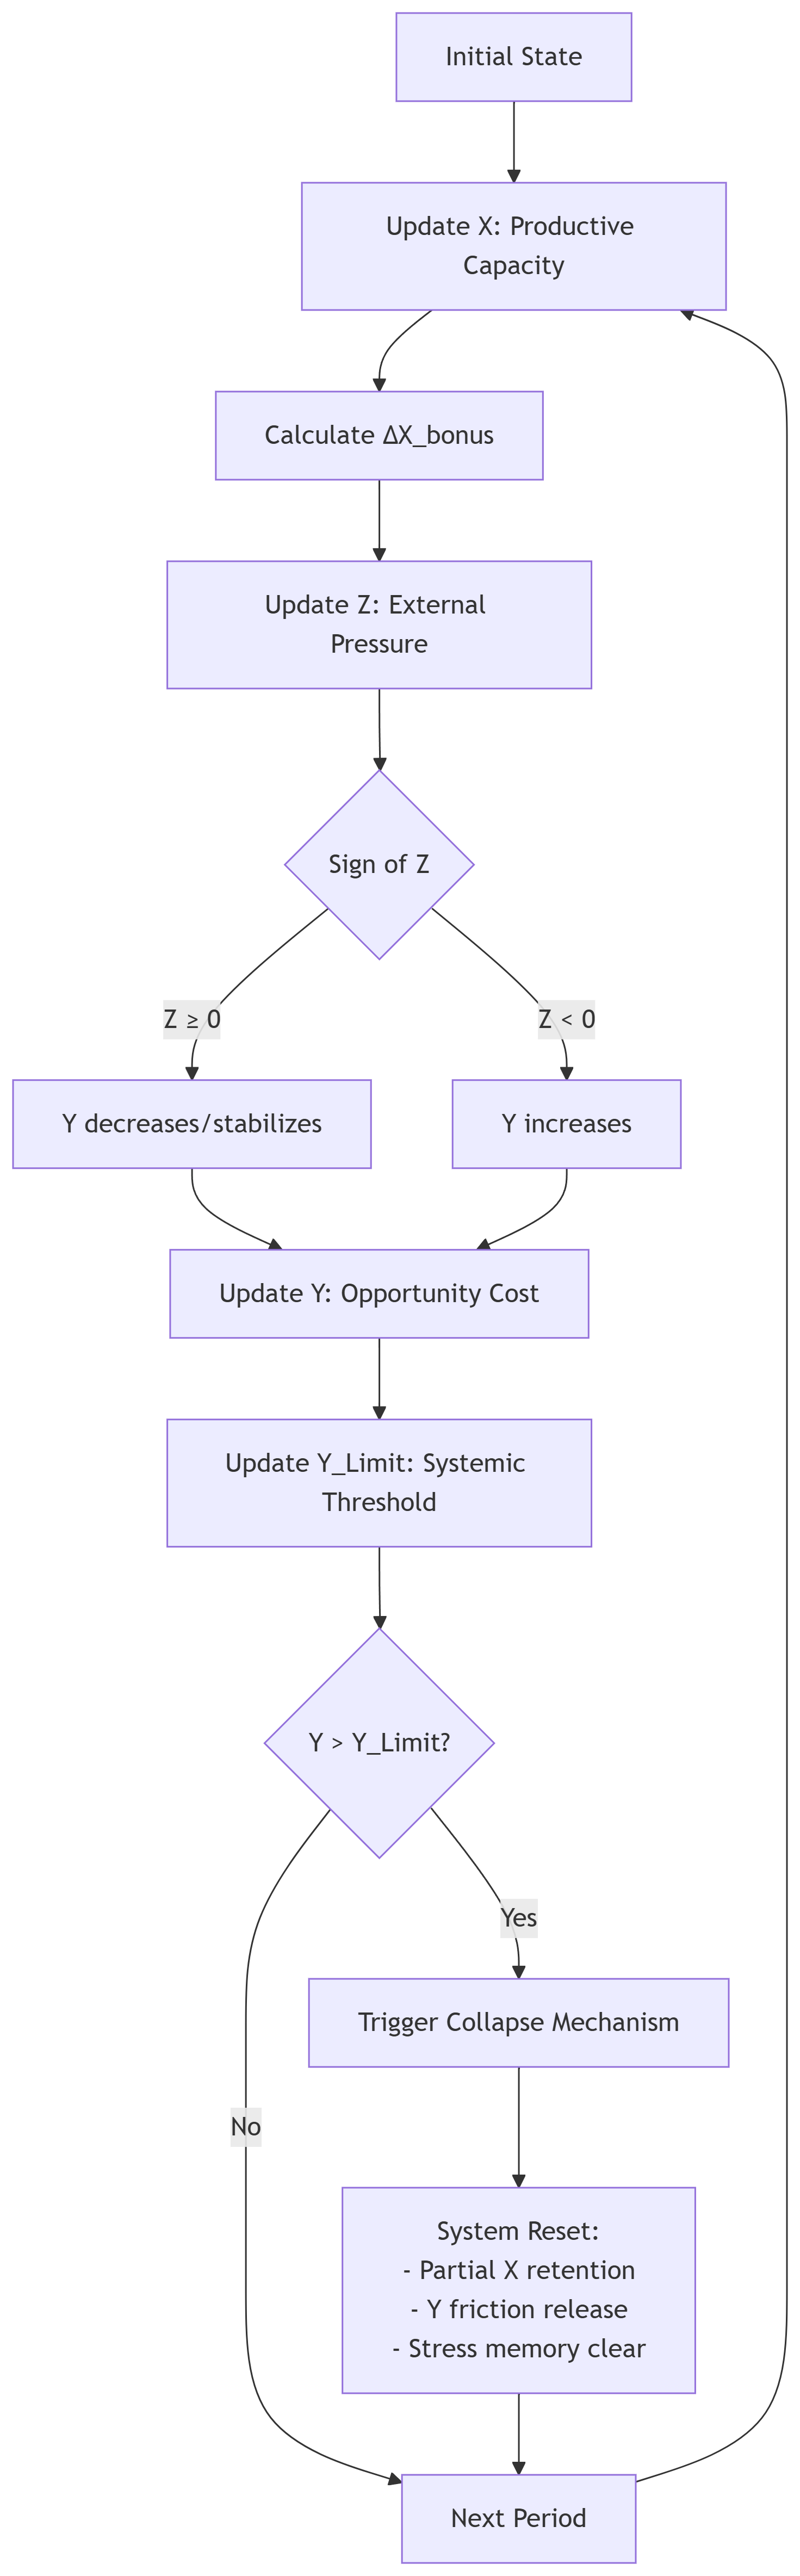 Initial State
Update X: Productive
Capacity
Calculate ΔX_bonus
Update Z: External
Pressure
Sign of Z
Z ≥ 0
Z < 0
Y decreases/stabilizes
Y increases
Update Y: Opportunity Cost
Update Y_Limit: Systemic
Threshold
Y > Y_Limit?
Yes
Trigger Collapse Mechanism
No
System Reset:
- Partial X retention
- Y friction release
- Stress memory clear
Next Period